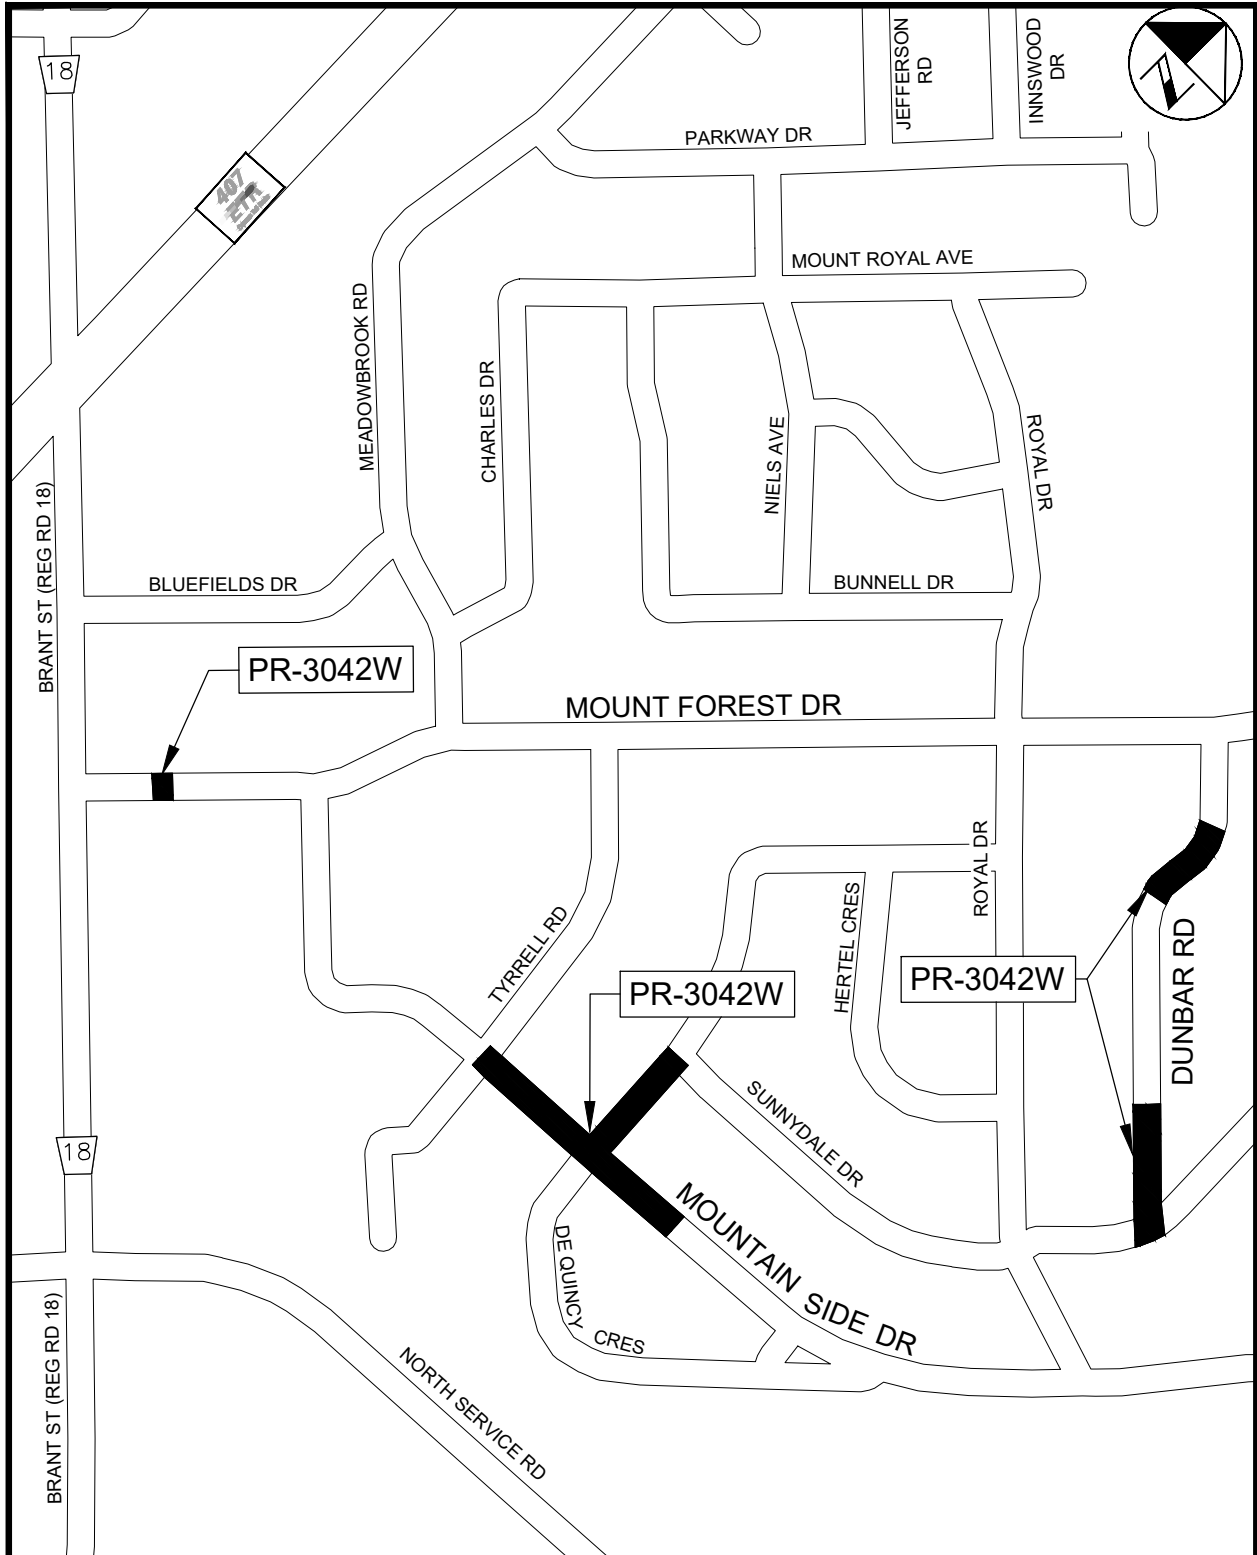 18
JEFFERSON
RD
INNSWOOD
DR
PARKWAY DR
407
ETR
MOUNT ROYAL AVE
MEADOWBROOK RD
CHARLES DR
NIELS AVE
ROYAL DR
BRANT ST (REG RD 18)
BLUEFIELDS DR
BUNNELL DR
PR-3042W
MOUNT FOREST DR
ROYAL DR
HERTEL CRES
TYRRELL RD
DUNBAR RD
PR-3042W
PR-3042W
SUNNYDALE DR
18
MOUNTAIN SIDE DR
DE QUINCY
CRES
BRANT ST (REG RD 18)
NORTH SERVICE RD